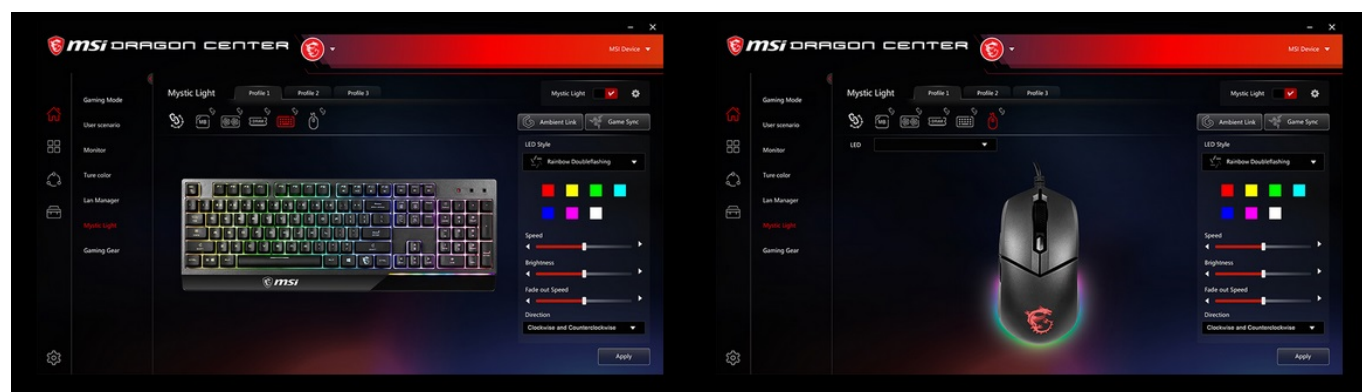 msi DRAGON CENTER
MSI Device
Gaming Mode
User scenario
Monitor
Ture color
Lan Manager
Mystic Light
Gaming Gear
Mystic Light
Profile 1
Profile 2
Profile 3
Mystic Light
MB
DRAM
Ambient Link
Game Sync
LED Style
Rainbow Doubleflashing
Speed
Brightness
Fade out Speed
Direction
Clockwise and Counterclockwise
Apply
msi
msi DRAGON CENTER
MSI Device
Gaming Mode
User scenario
Monitor
Ture color
Lan Manager
Mystic Light
Gaming Gear
Mystic Light
Profile 1
Profile 2
Profile 3
Mystic Light
MB
DRAM
LED
Ambient Link
Game Sync
LED Style
Rainbow Doubleflashing
Speed
Brightness
Fade out Speed
Direction
Clockwise and Counterclockwise
Apply